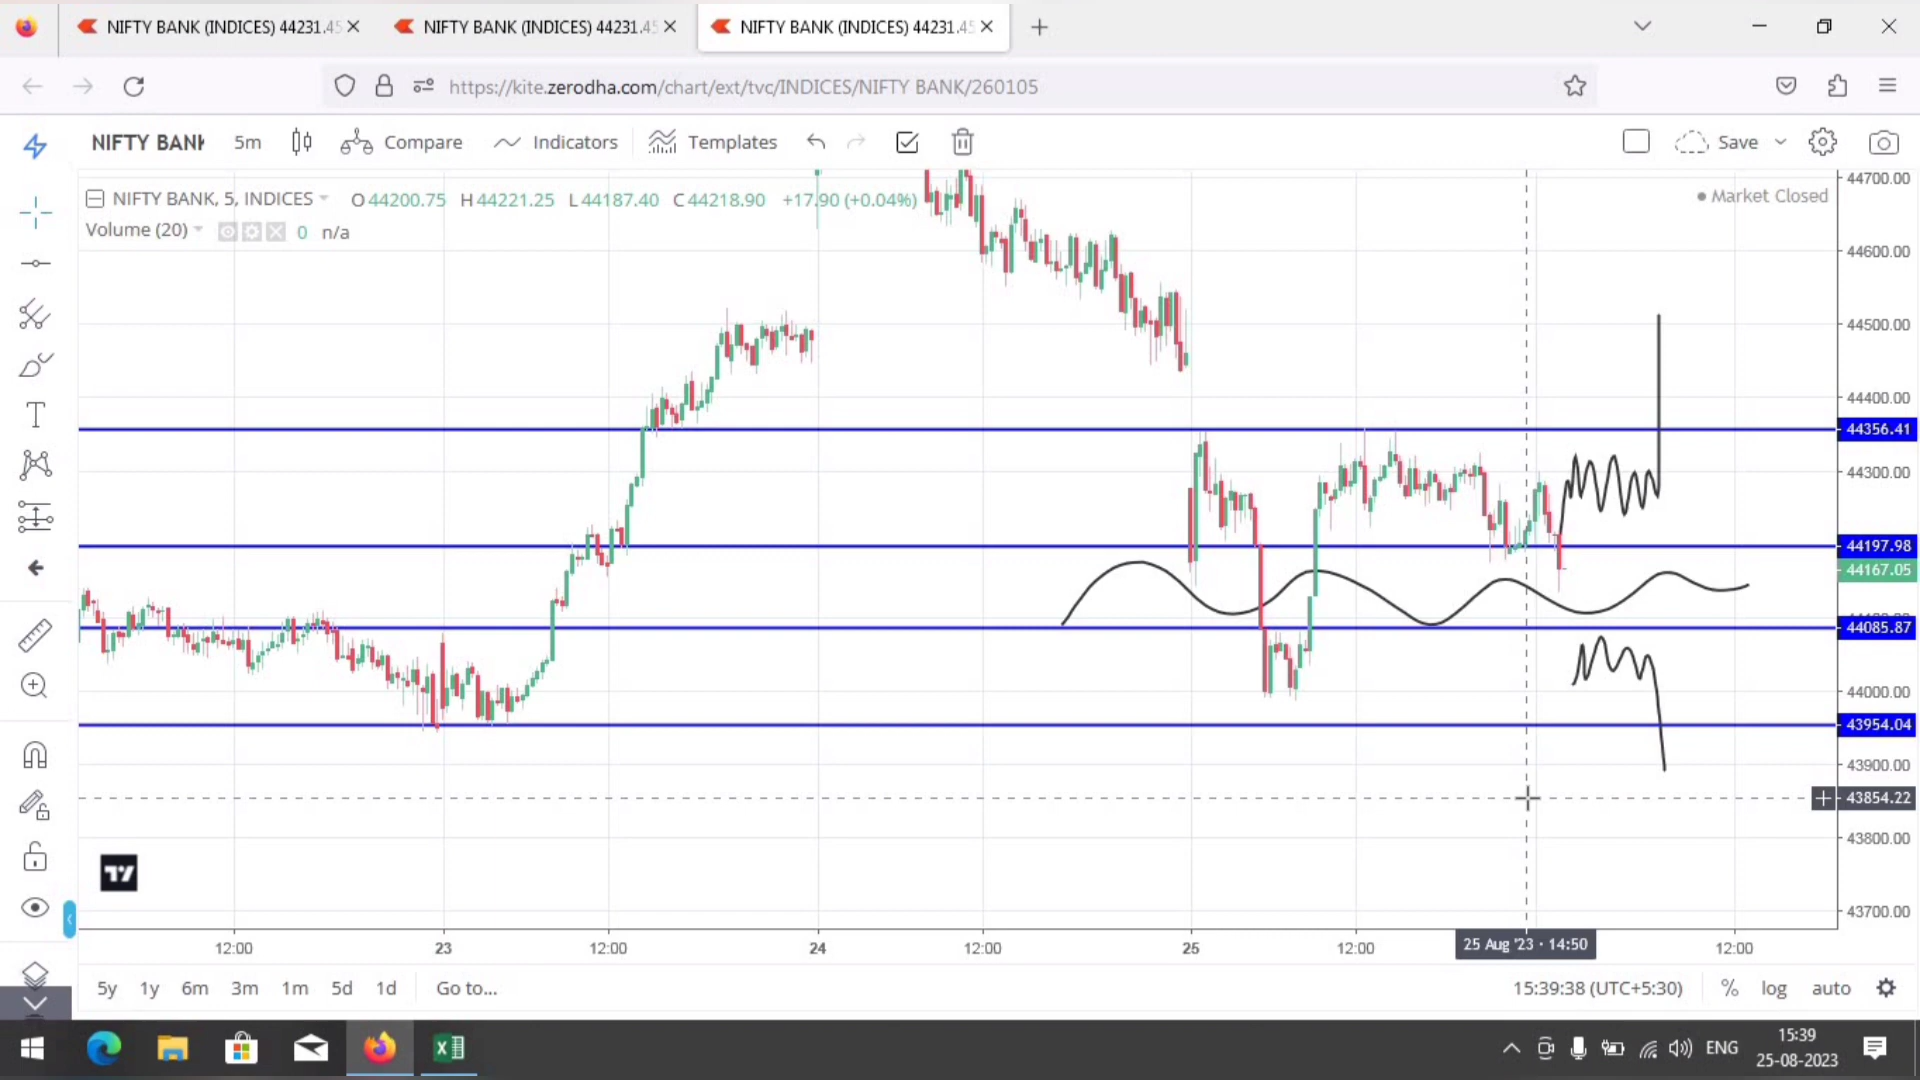 NIFTY BANK (INDICES) 44231.45 NIFTY BANK (INDICES) 44231.45 NIFTY BANK (INDICES) 44231.45
https://kite.zerodha.com/chart/ext/tvc/INDICES/NIFTY BANK/260105
NIFTY BANK 5m Compare Indicators Templates Save
NIFTY BANK, 5, INDICES O44200.75 H44221.25 L44187.40 C44218.90 +17.90 (+0.04%)
Market Closed
Volume (20) 0 n/a
44700.00
44600.00
44500.00
44400.00
44356.41
44300.00
44197.98
44167.05
44085.87
44000.00
43954.04
43900.00
43854.22
43800.00
43700.00
12:00 23 12:00 24 12:00 25 12:00 25 Aug '23 · 14:50 12:00
5y 1y 6m 3m 1m 5d 1d Go to... 15:39:38 (UTC+5:30) % log auto
ENG 15:39
25-08-2023